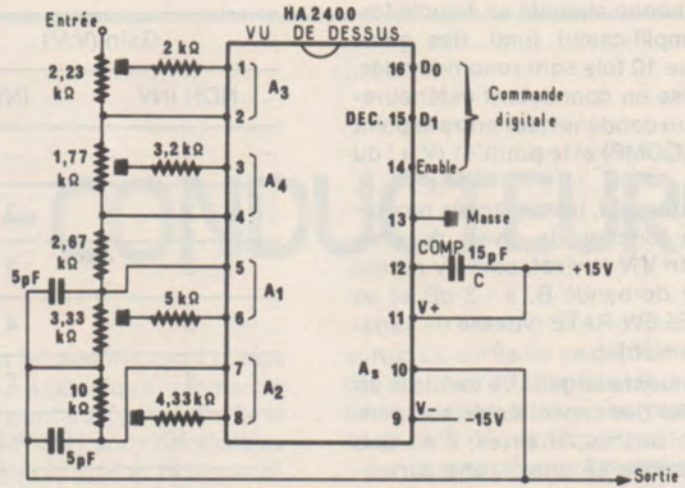 HA2400
VU DE DESSUS
Entrée
2,23 kΩ
1,77 kΩ
2,67 kΩ
5pF
3,33 kΩ
10 kΩ
5pF
2 kΩ
3,2 kΩ
5 kΩ
4,33 kΩ
1
2
A3
3
4
A4
5
6
A1
7
8
A2
16 D0
DEC. 15 D1
14 Enable
Commande digitale
13 Masse
COMP 15 pF
12
C
+15V
11 V+
As 10
9 V- -15V
Sortie